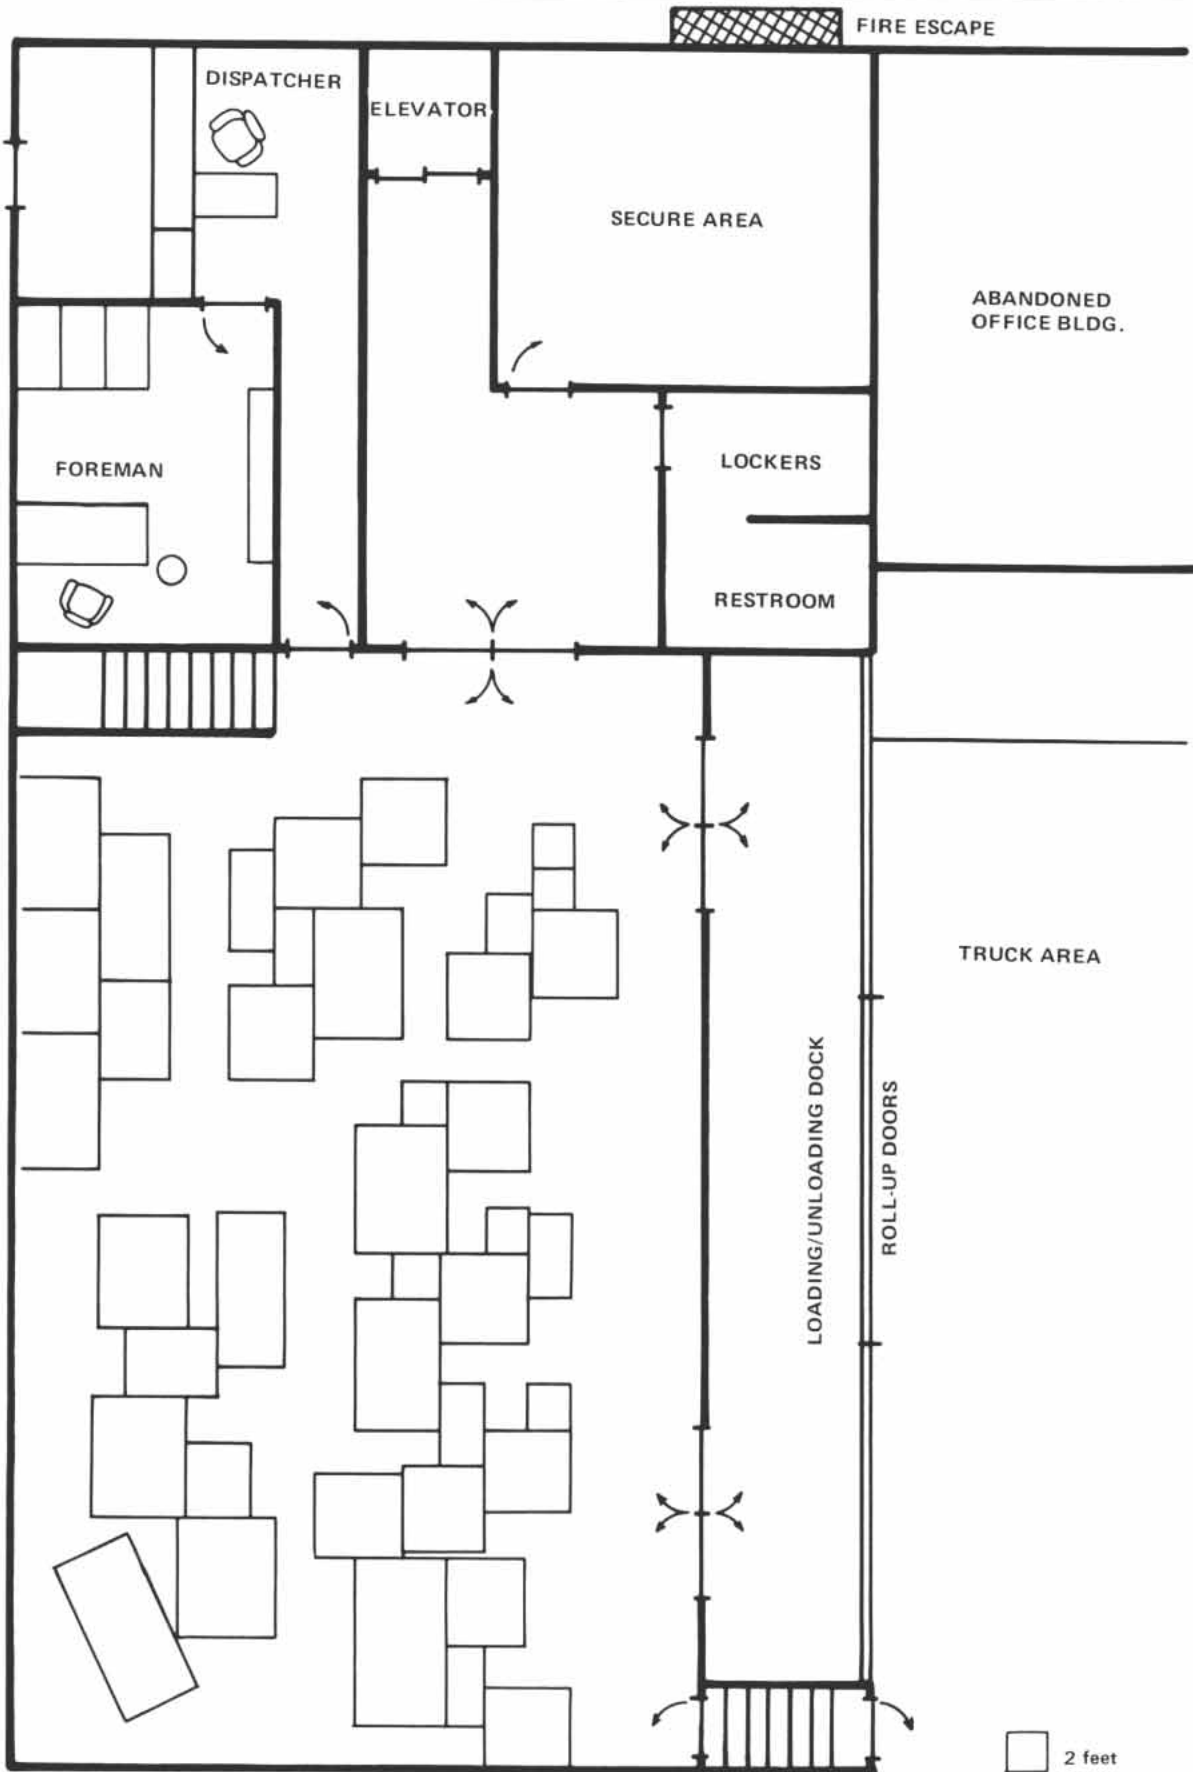 FIRE ESCAPE
DISPATCHER
ELEVATOR
SECURE AREA
ABANDONED
OFFICE BLDG.
FOREMAN
LOCKERS
RESTROOM
TRUCK AREA
LOADING/UNLOADING DOCK
ROLL-UP DOORS
2 feet